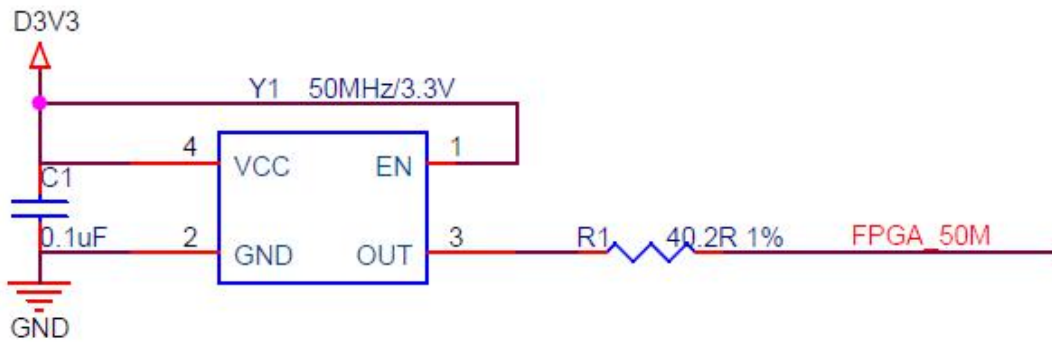 D3V3
Y1 50MHz/3.3V
4 VCC EN 1
C1
0.1uF 2 GND OUT 3 R1 40.2R 1% FPGA_50M
GND